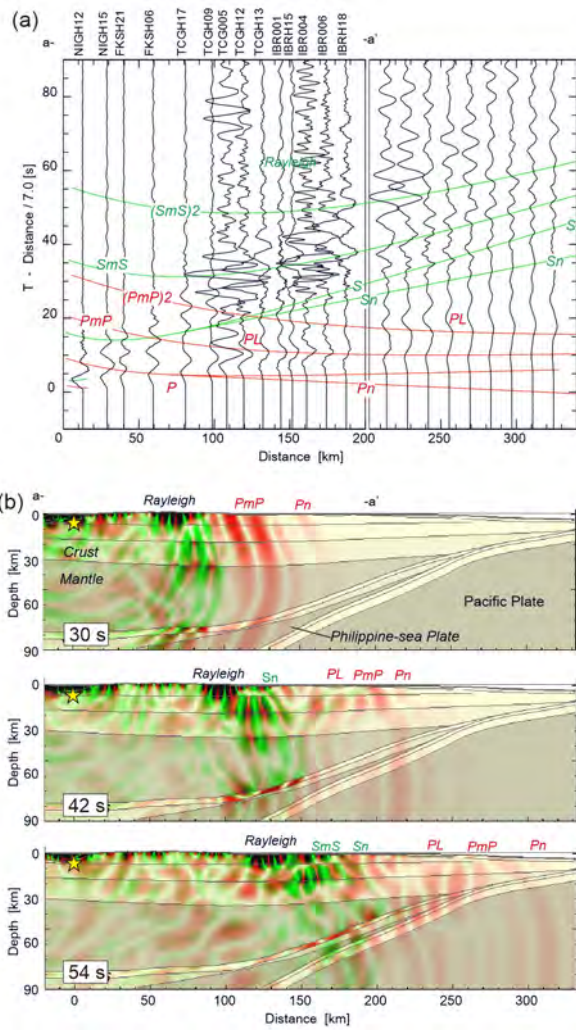 (a)
a-
NIGH12
NIGH15
FKSH21
FKSH06
TCGH17
TCGH09
TCG005
TCGH12
TCGH13
IBR001
IBRH15
IBR004
IBR006
IBRH18
-a'
80
60
40
20
0
T - Distance / 7.0 [s]
Rayleigh
(SmS)2
SmS
(PmP)2
PmP
S
Sn
PL
PL
P
Pn
0
50
100
150
200
250
300
Distance [km]
(b)
a-
-a'
Rayleigh
PmP
Pn
0
30
60
90
Depth [km]
Crust
Mantle
Pacific Plate
Philippine-sea Plate
30 s
Rayleigh
Sn
PL
PmP
Pn
0
30
60
90
Depth [km]
42 s
Rayleigh
SmS
Sn
PL
PmP
Pn
0
30
60
90
Depth [km]
54 s
0
50
100
150
200
250
300
Distance [km]